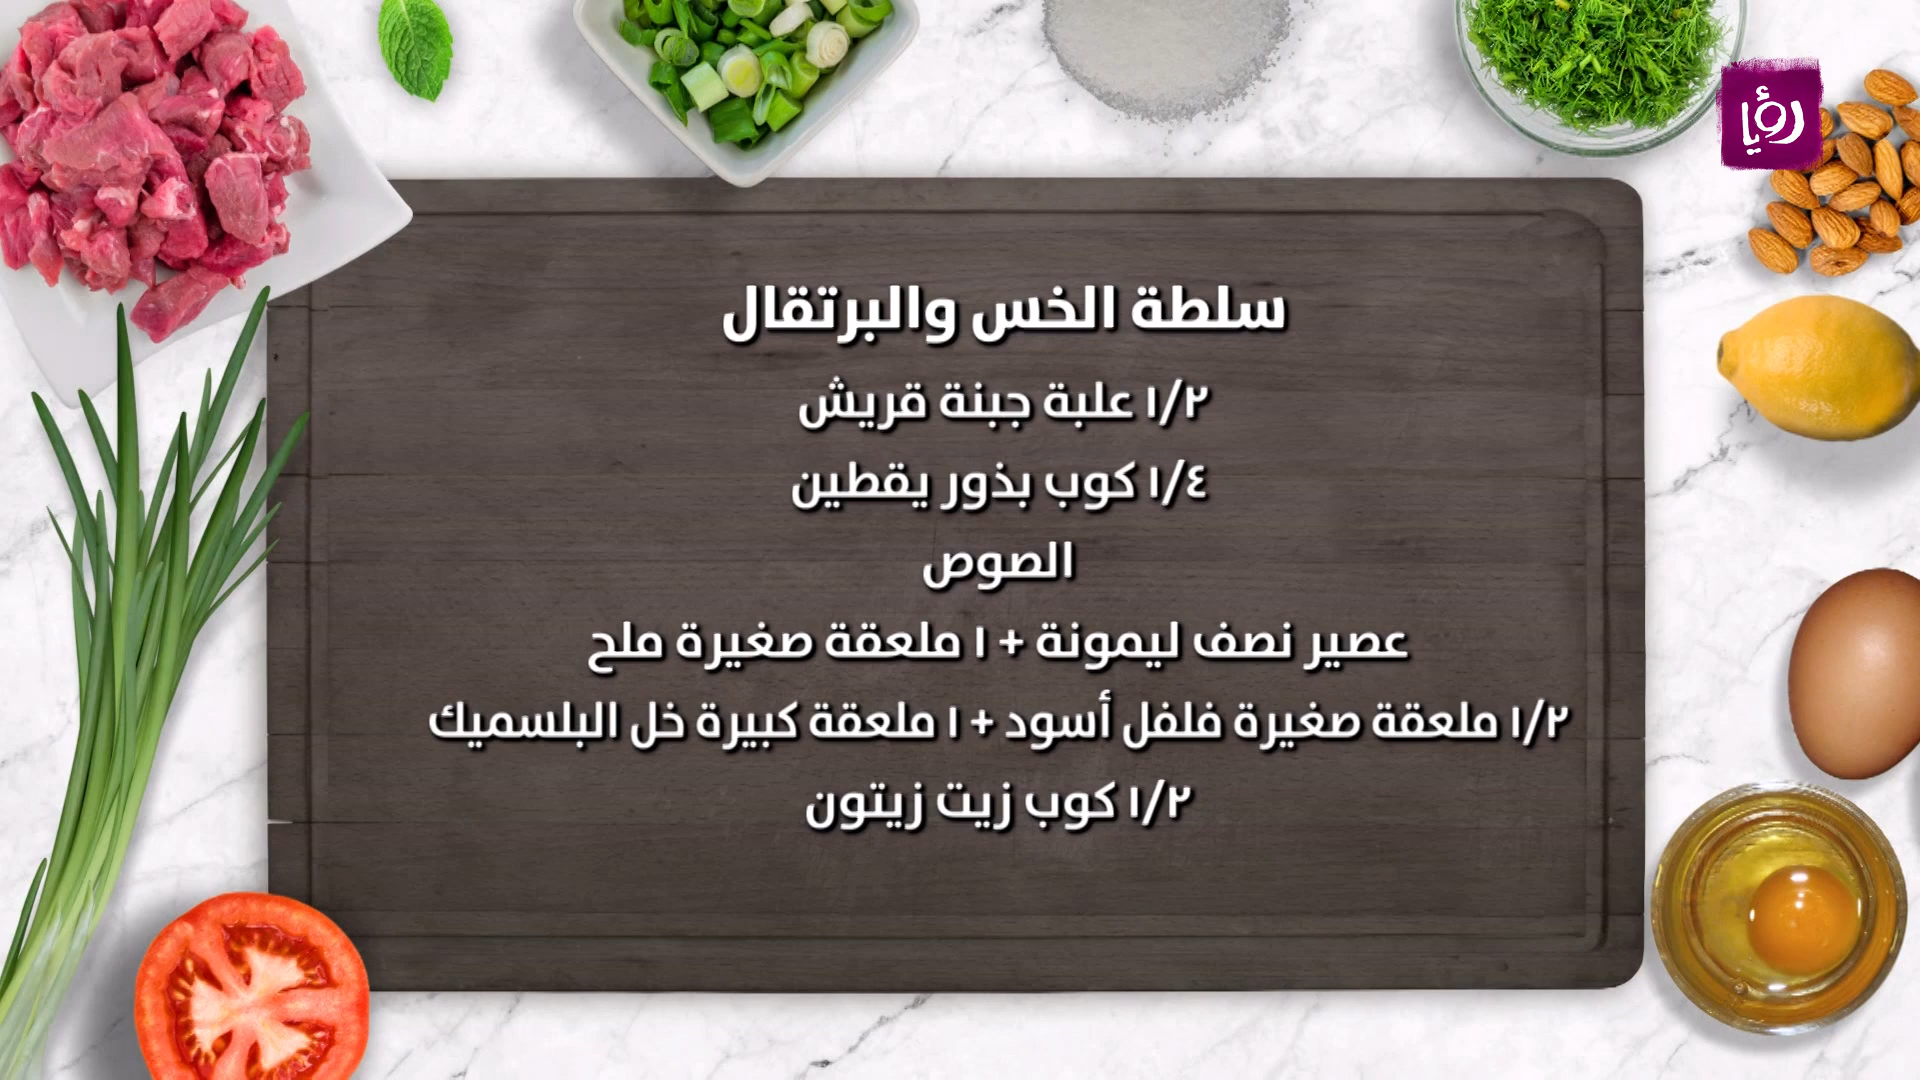 رؤيا
سلطة الخس والبرتقال
١/٢ علبة جبنة قريش
١/٤ كوب بذور يقطين
الصوص
عصير نصف ليمونة + ١ ملعقة صغيرة ملح
١/٢ ملعقة صغيرة فلفل أسود + ١ ملعقة كبيرة خل البلسميك
١/٢ كوب زيت زيتون